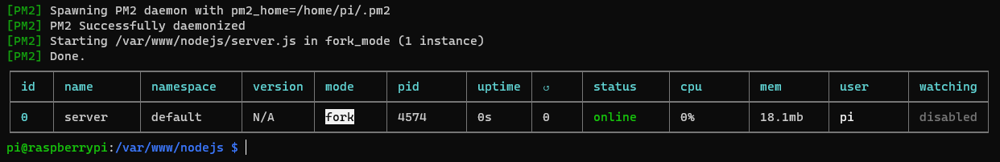 [PM2] Spawning PM2 daemon with pm2_home=/home/pi/.pm2
[PM2] PM2 Successfully daemonized
[PM2] Starting /var/www/nodejs/server.js in fork_mode (1 instance)
[PM2] Done.
id name namespace version mode pid uptime ↺ status cpu mem user watching
0 server default N/A fork 4574 0s 0 online 0% 18.1mb pi disabled
pi@raspberrypi:/var/www/nodejs $